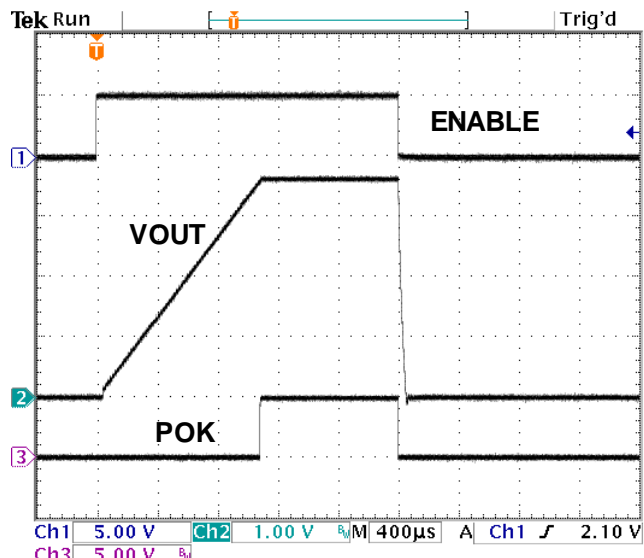 Tek Run Trig'd
T
T
ENABLE
1
VOUT
2
POK
3
Ch1 5.00 V Ch2 1.00 V BW M 400µs A Ch1 2.10 V
Ch3 5.00 V BW